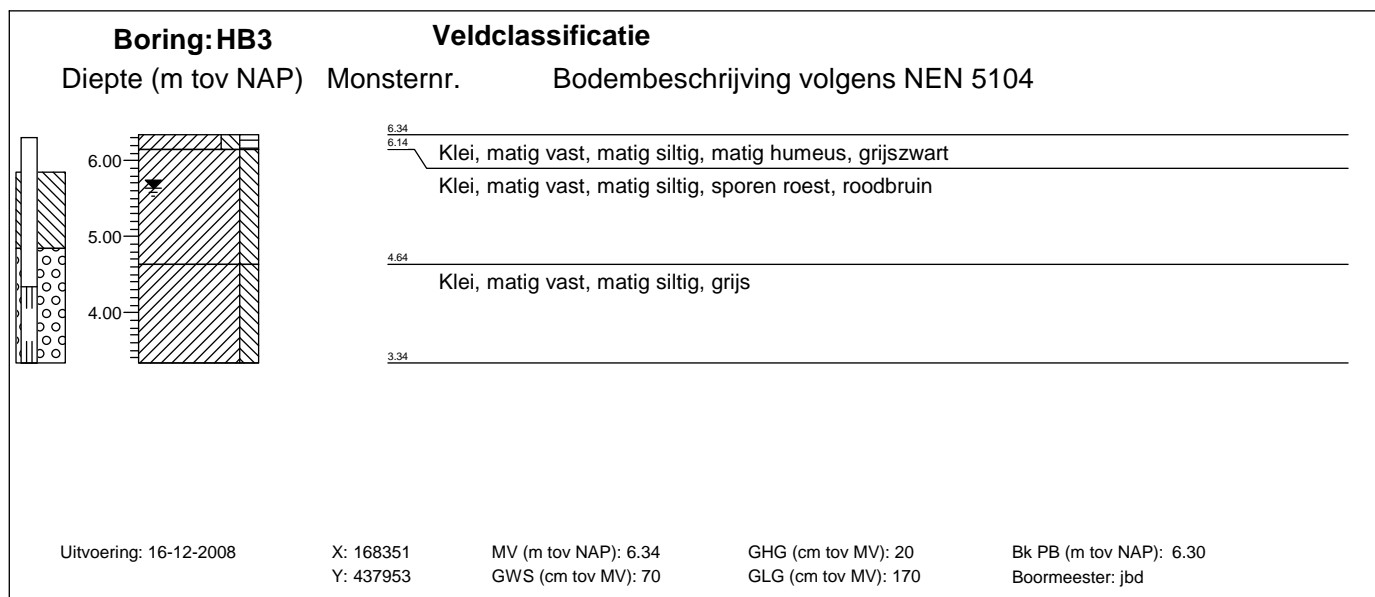 Boring: HB3 Veldclassificatie
Diepte (m tov NAP) Monsternr. Bodembeschrijving volgens NEN 5104
6.34
6.14
6.00
Klei, matig vast, matig siltig, matig humeus, grijszwart
Klei, matig vast, matig siltig, sporen roest, roodbruin
5.00
4.64
Klei, matig vast, matig siltig, grijs
4.00
3.34
Uitvoering: 16-12-2008 X: 168351 MV (m tov NAP): 6.34 GHG (cm tov MV): 20 Bk PB (m tov NAP): 6.30
Y: 437953 GWS (cm tov MV): 70 GLG (cm tov MV): 170 Boormeester: jbd